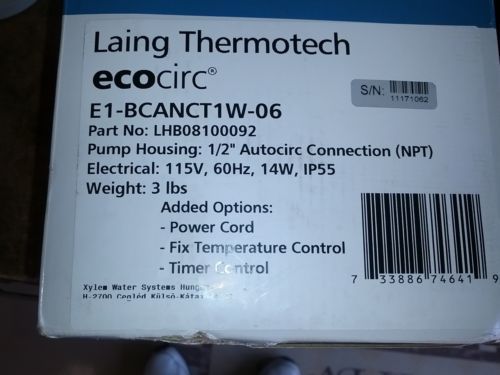 Laing Thermotech
ecocirc®
S/N:
11171062
E1-BCANCT1W-06
Part No: LHB08100092
Pump Housing: 1/2" Autocirc Connection (NPT)
Electrical: 115V, 60Hz, 14W, IP55
Weight: 3 lbs
Added Options:
- Power Cord
- Fix Temperature Control
- Timer Control
7 33886 74641 9
Xylem Water Systems
H-2700 Cegléd